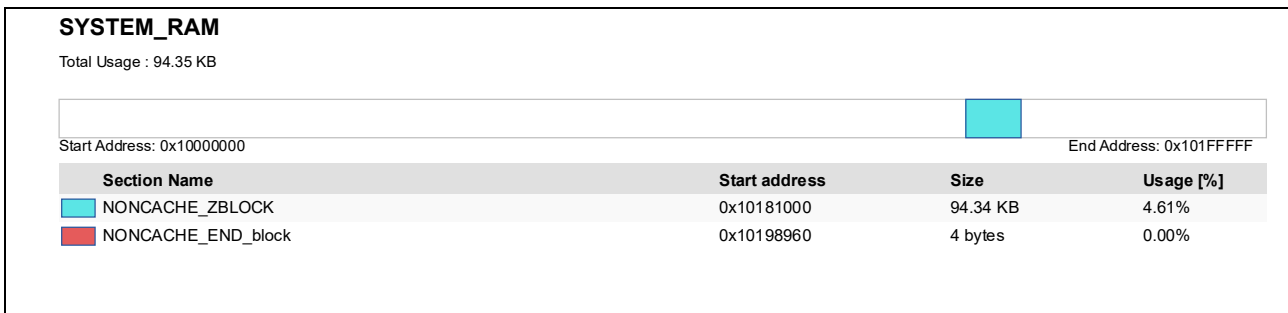 SYSTEM_RAM
Total Usage : 94.35 KB
Start Address: 0x10000000 End Address: 0x101FFFFF
Section Name Start address Size Usage [%]
NONCACHE_ZBLOCK 0x10181000 94.34 KB 4.61%
NONCACHE_END_block 0x10198960 4 bytes 0.00%